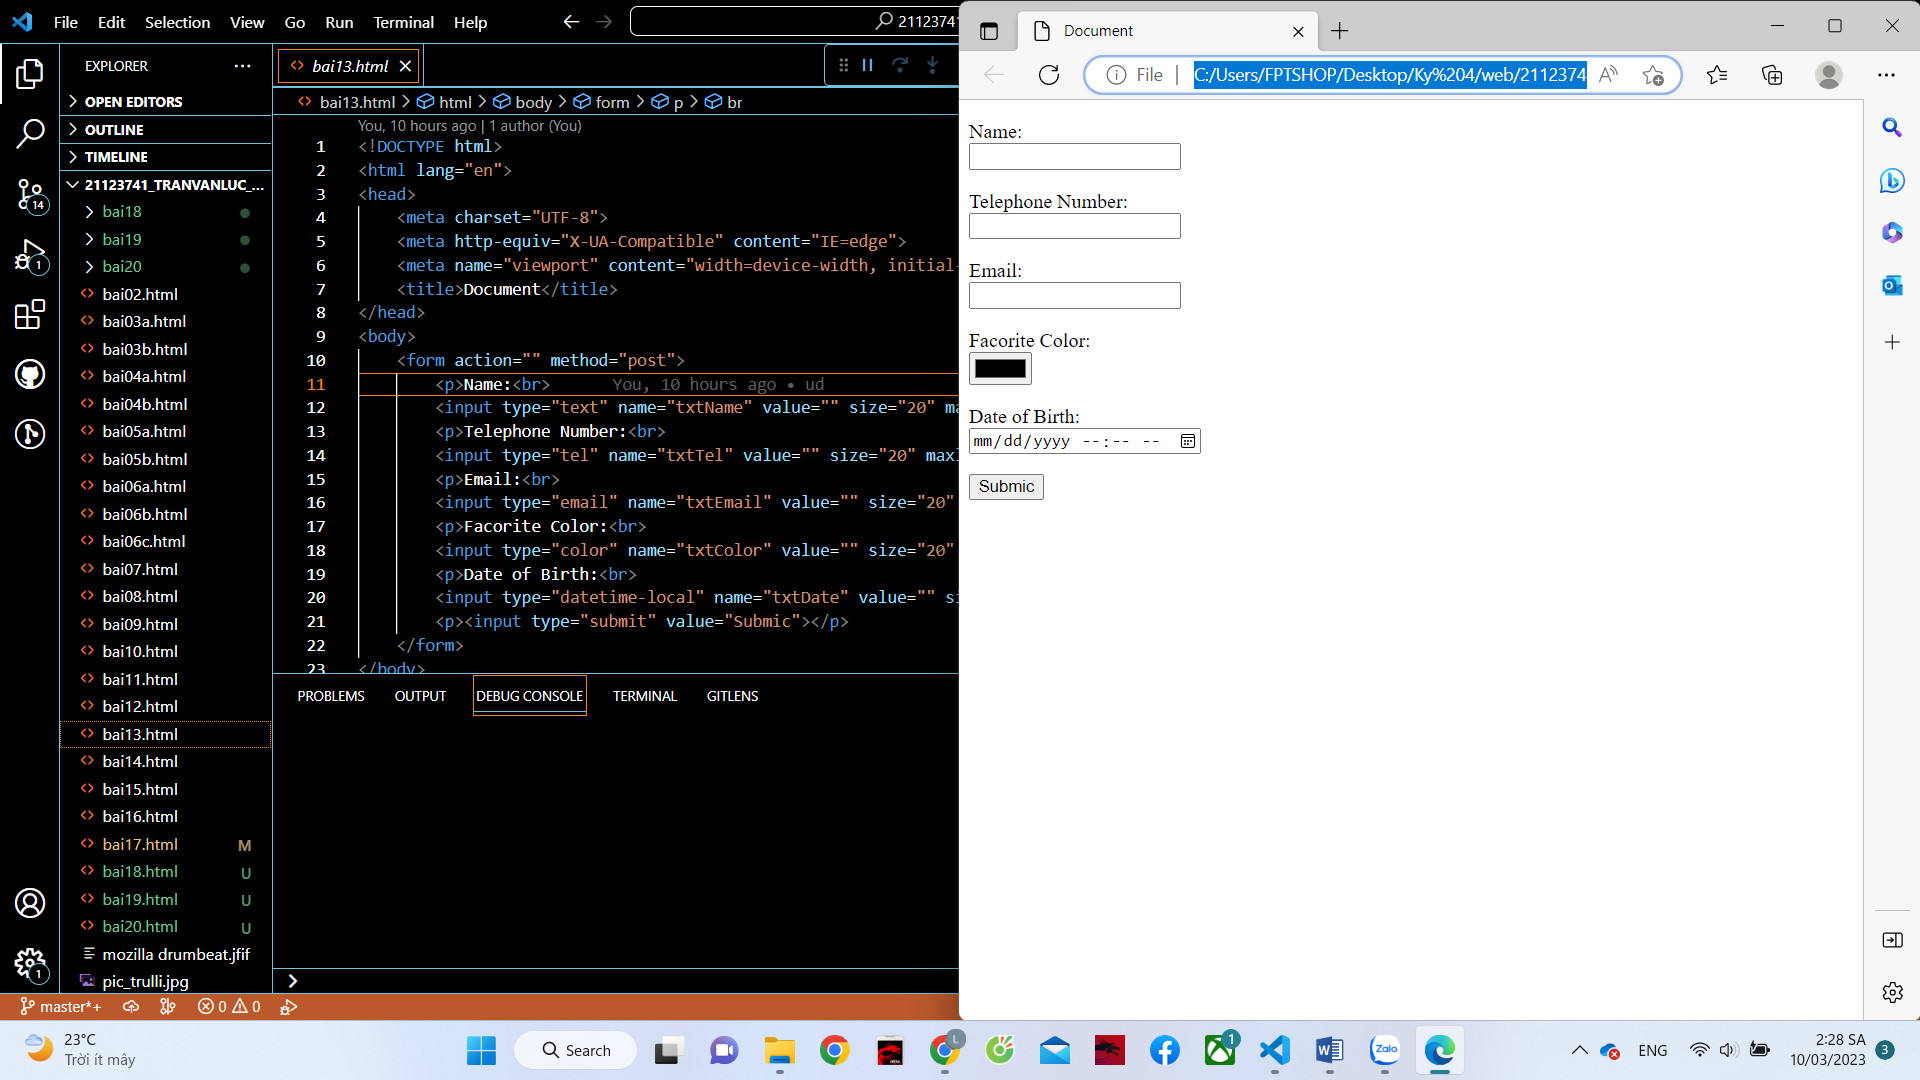 File Edit Selection View Go Run Terminal Help
21123741
EXPLORER
OPEN EDITORS
OUTLINE
TIMELINE
21123741_TRANVANLUC_...
bai18
bai19
bai20
bai02.html
bai03a.html
bai03b.html
bai04a.html
bai04b.html
bai05a.html
bai05b.html
bai06a.html
bai06b.html
bai06c.html
bai07.html
bai08.html
bai09.html
bai10.html
bai11.html
bai12.html
bai13.html
bai14.html
bai15.html
bai16.html
bai17.html M
bai18.html U
bai19.html U
bai20.html U
mozilla drumbeat.jfif
pic_trulli.jpg
14
1
1
bai13.html
bai13.html > html > body > form > p > br
You, 10 hours ago | 1 author (You)
1 <!DOCTYPE html>
2 <html lang="en">
3 <head>
4 <meta charset="UTF-8">
5 <meta http-equiv="X-UA-Compatible" content="IE=edge">
6 <meta name="viewport" content="width=device-width, initial-
7 <title>Document</title>
8 </head>
9 <body>
10 <form action="" method="post">
11 <p>Name:<br> You, 10 hours ago • ud
12 <input type="text" name="txtName" value="" size="20" ma
13 <p>Telephone Number:<br>
14 <input type="tel" name="txtTel" value="" size="20" maxl
15 <p>Email:<br>
16 <input type="email" name="txtEmail" value="" size="20"
17 <p>Facorite Color:<br>
18 <input type="color" name="txtColor" value="" size="20"
19 <p>Date of Birth:<br>
20 <input type="datetime-local" name="txtDate" value="" si
21 <p><input type="submit" value="Submic"></p>
22 </form>
23 </body>
PROBLEMS OUTPUT DEBUG CONSOLE TERMINAL GITLENS
master*+ 0 0
Document
File C:/Users/FPTSHOP/Desktop/Ky%204/web/2112374
Name:
Telephone Number:
Email:
Facorite Color:
Date of Birth:
mm/dd/yyyy --:-- --
Submic
23°C
Trời ít mây
Search
L
1
Zalo
ENG
2:28 SA
10/03/2023
3